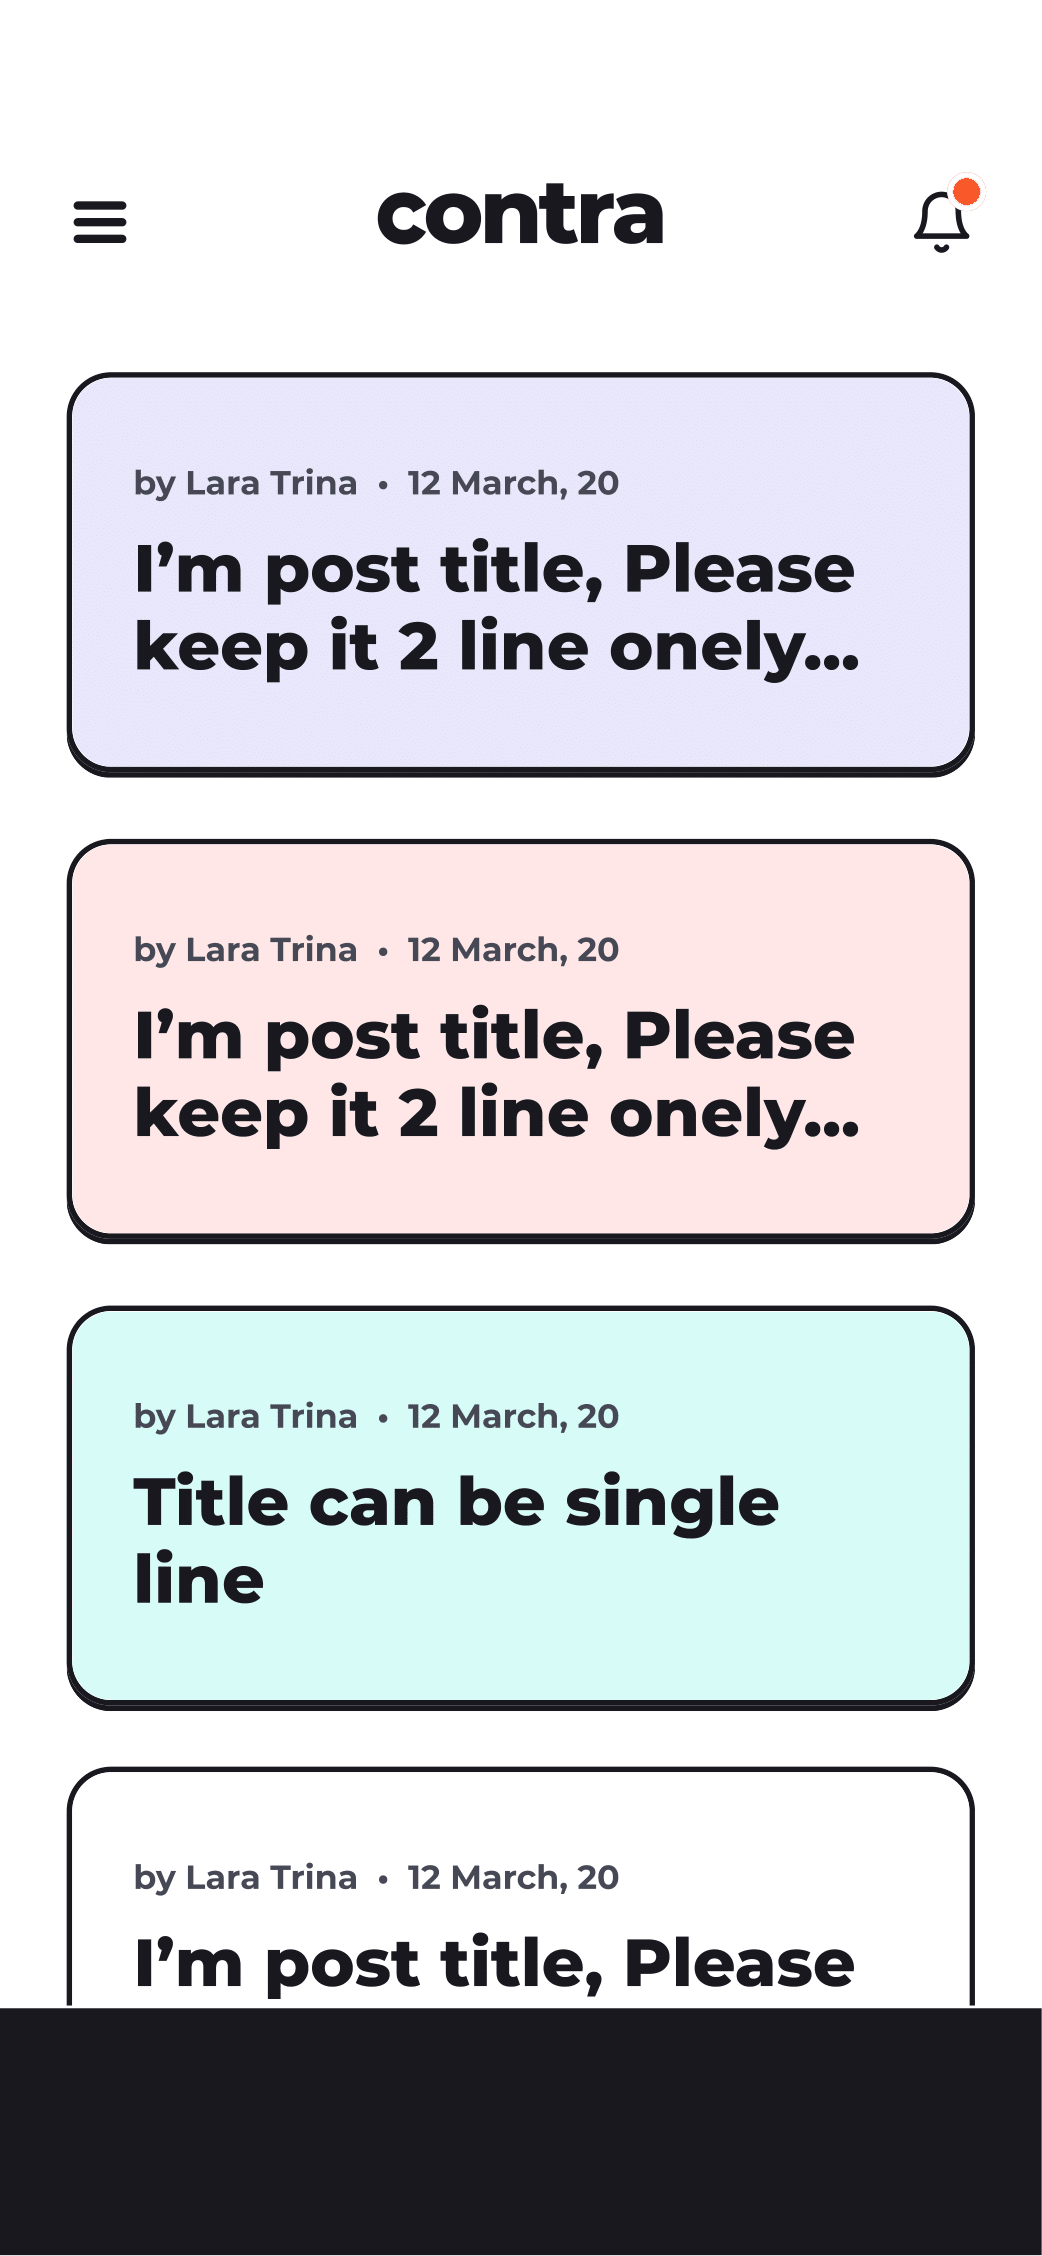 contra
by Lara Trina • 12 March, 20
I’m post title, Please
keep it 2 line onely...
by Lara Trina • 12 March, 20
I’m post title, Please
keep it 2 line onely...
by Lara Trina • 12 March, 20
Title can be single
line
by Lara Trina • 12 March, 20
I’m post title, Please